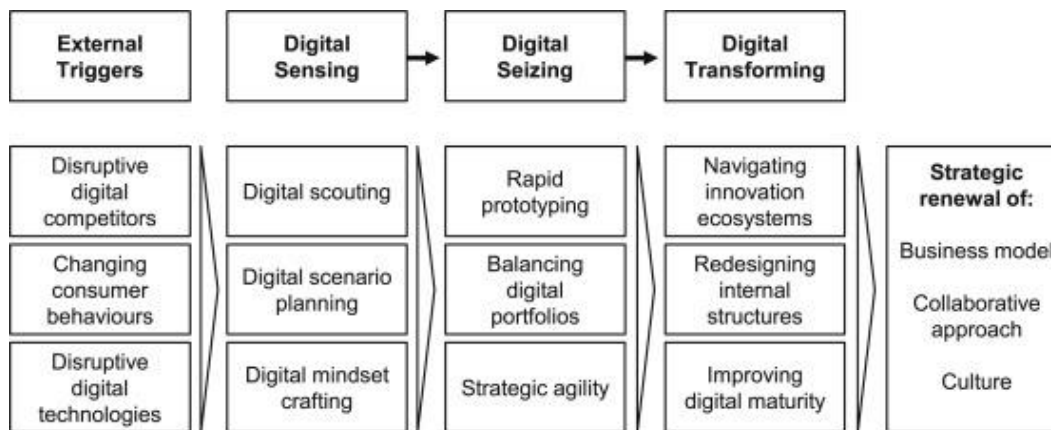 External
Triggers
Digital
Sensing
Digital
Seizing
Digital
Transforming
Disruptive
digital
competitors
Digital scouting
Rapid
prototyping
Navigating
innovation
ecosystems
Changing
consumer
behaviours
Digital scenario
planning
Balancing
digital
portfolios
Redesigning
internal
structures
Disruptive
digital
technologies
Digital mindset
crafting
Strategic agility
Improving
digital maturity
Strategic
renewal of:
Business model
Collaborative
approach
Culture